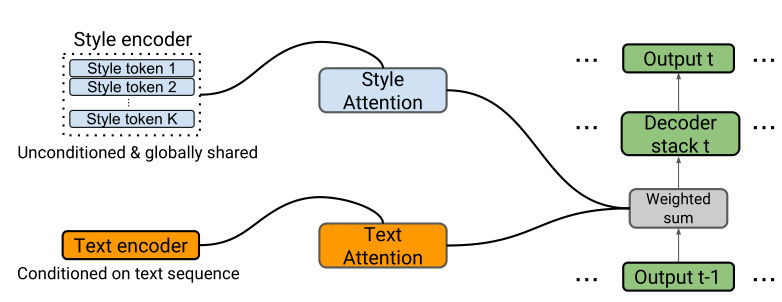 Style encoder
Style token 1
Style token 2
⋮
Style token K
Unconditioned & globally shared
Style
Attention
Text encoder
Conditioned on text sequence
Text
Attention
... Output t ...
... Decoder ...
stack t
Weighted
sum
... Output t-1 ...